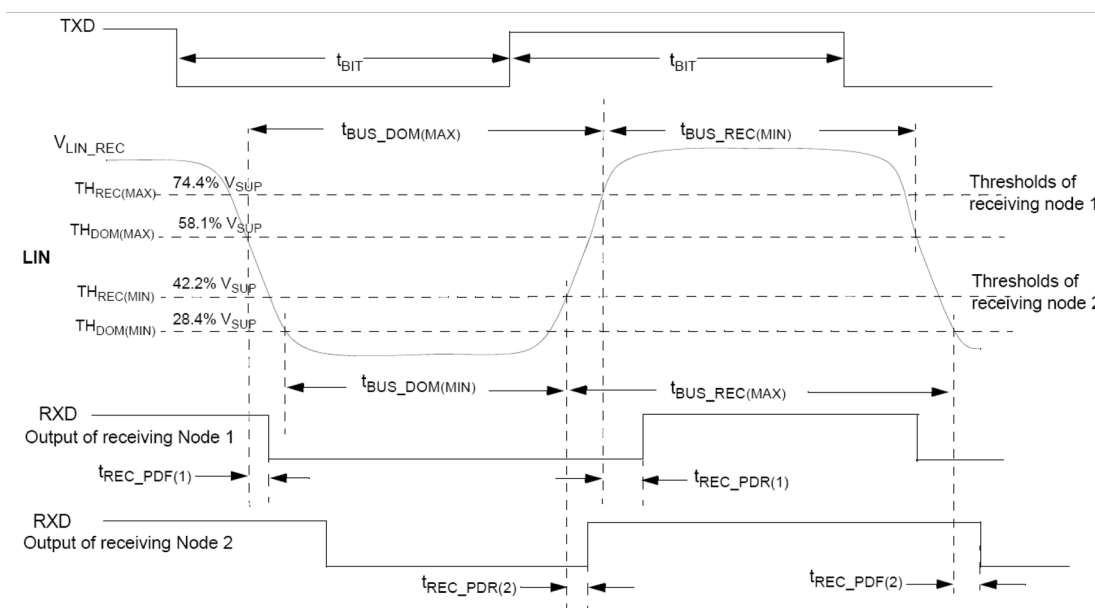 TXD
tBIT
tBIT
tBUS_DOM(MAX)
tBUS_REC(MIN)
VLIN_REC
THREC(MAX) 74.4% VSUP
Thresholds of
receiving node 1
THDOM(MAX) 58.1% VSUP
LIN
THREC(MIN) 42.2% VSUP
Thresholds of
receiving node 2
THDOM(MIN) 28.4% VSUP
tBUS_DOM(MIN)
tBUS_REC(MAX)
RXD
Output of receiving Node 1
tREC_PDF(1)
tREC_PDR(1)
RXD
Output of receiving Node 2
tREC_PDR(2)
tREC_PDF(2)